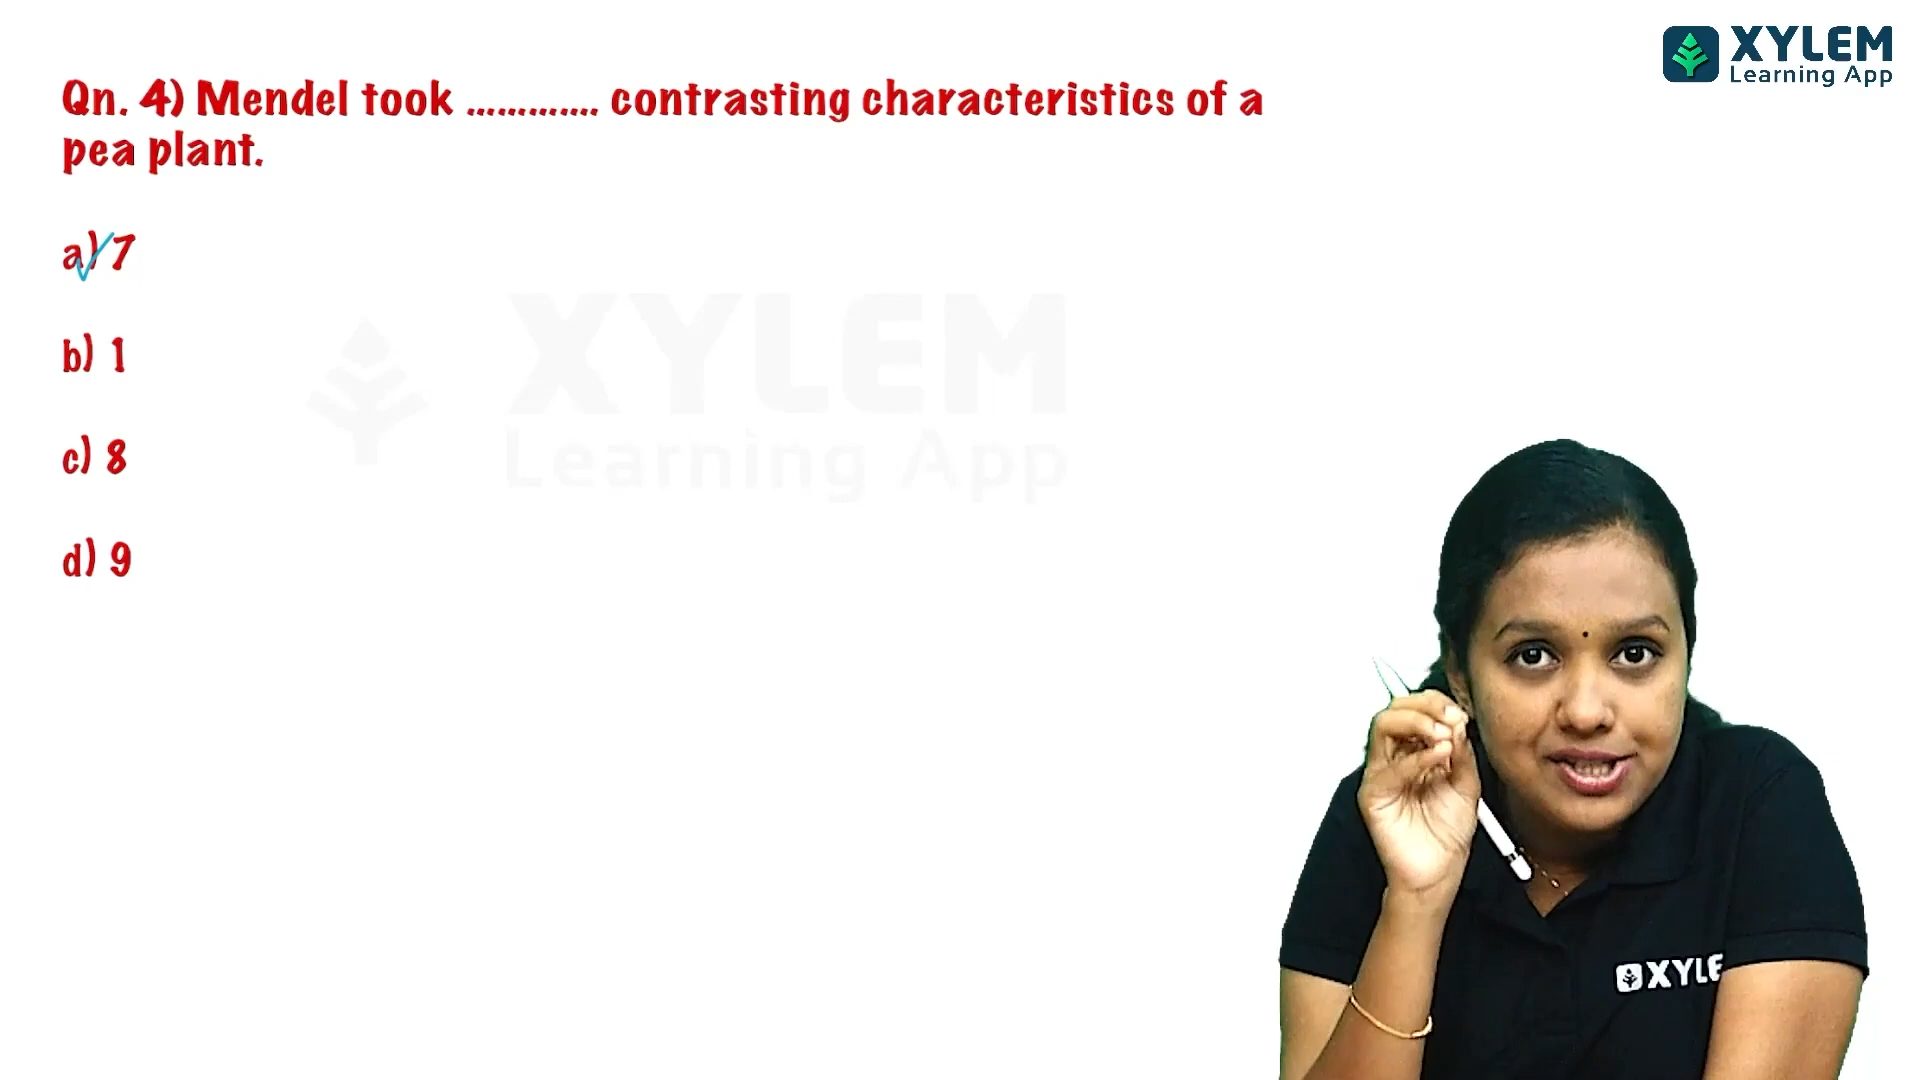 XYLEM
Learning App
Qn. 4) Mendel took ............. contrasting characteristics of a
pea plant.
a) 7
b) 1
c) 8
d) 9
XYLEM
Learning App
XYLE